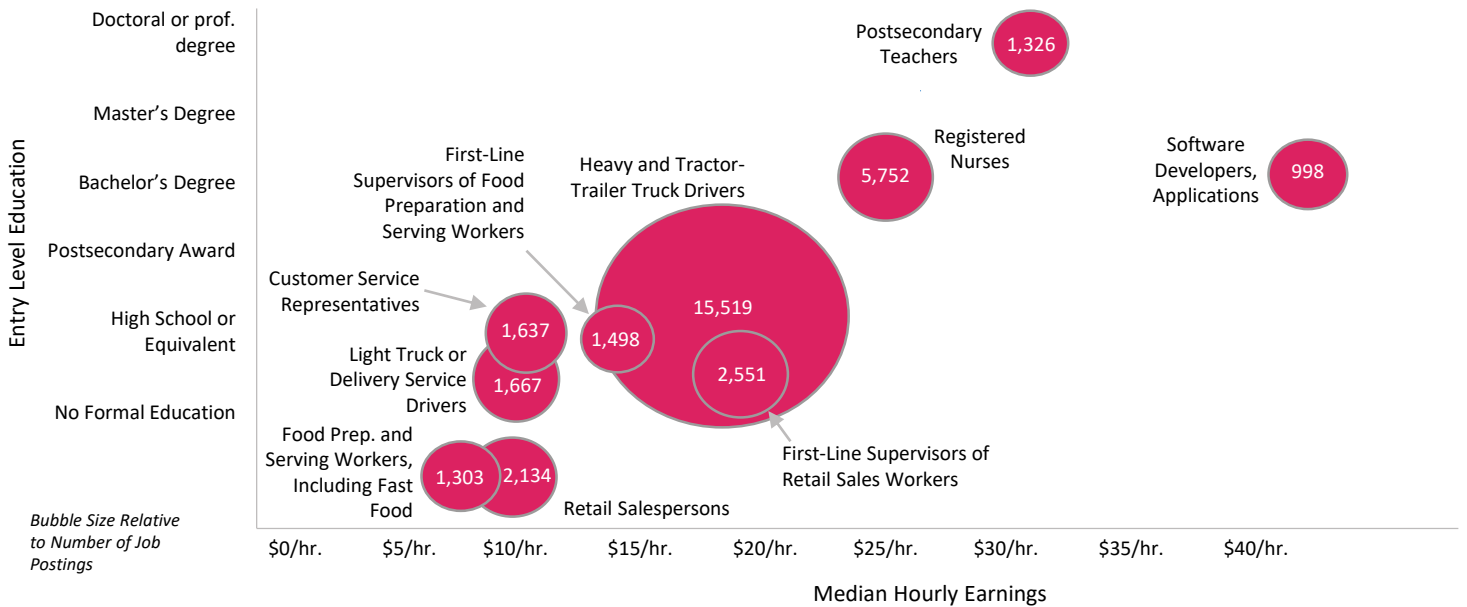 Doctoral or prof.
degree
Master's Degree
Bachelor's Degree
Postsecondary Award
High School or
Equivalent
No Formal Education
Entry Level Education
Bubble Size Relative
to Number of Job
Postings
Postsecondary
Teachers
1,326
Registered
Nurses
5,752
Software
Developers,
Applications
998
First-Line
Supervisors of Food
Preparation and
Serving Workers
1,498
Heavy and Tractor-
Trailer Truck Drivers
15,519
Customer Service
Representatives
1,637
Light Truck or
Delivery Service
Drivers
1,667
2,551
First-Line Supervisors of
Retail Sales Workers
Food Prep. and
Serving Workers,
Including Fast
Food
1,303
2,134
Retail Salespersons
$0/hr.
$5/hr.
$10/hr.
$15/hr.
$20/hr.
$25/hr.
$30/hr.
$35/hr.
$40/hr.
Median Hourly Earnings